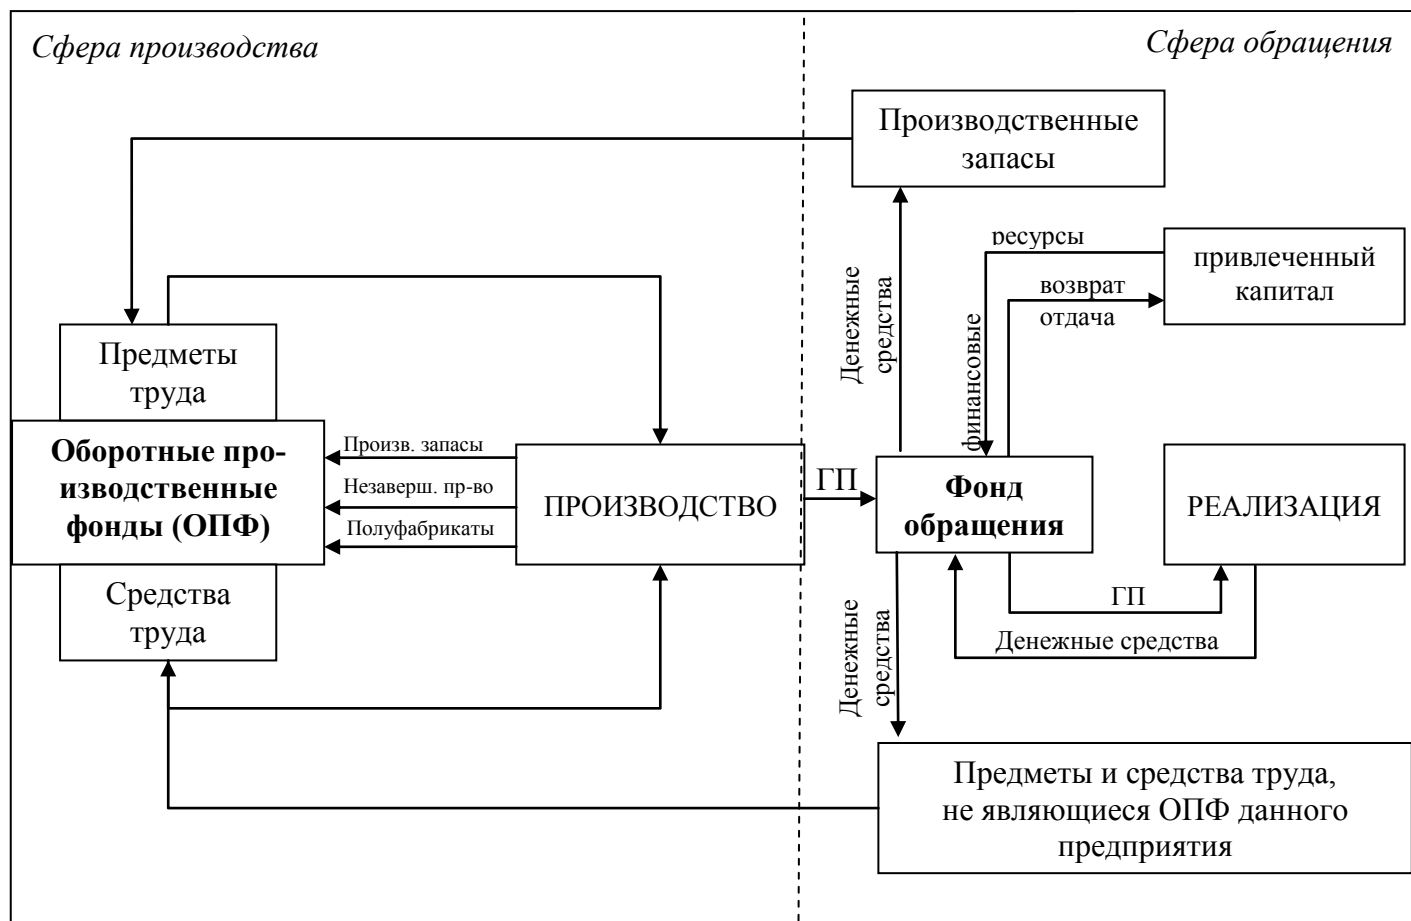 Сфера производства
Сфера обращения
Производственные
запасы
ресурсы
привлеченный
капитал
возврат
отдача
финансовые
Денежные
средства
Предметы
труда
Оборотные про-
изводственные
фонды (ОПФ)
Средства
труда
Произв. запасы
Незаверш. пр-во
Полуфабрикаты
ПРОИЗВОДСТВО
ГП
Фонд
обращения
РЕАЛИЗАЦИЯ
ГП
Денежные средства
Денежные
средства
Предметы и средства труда,
не являющиеся ОПФ данного
предприятия